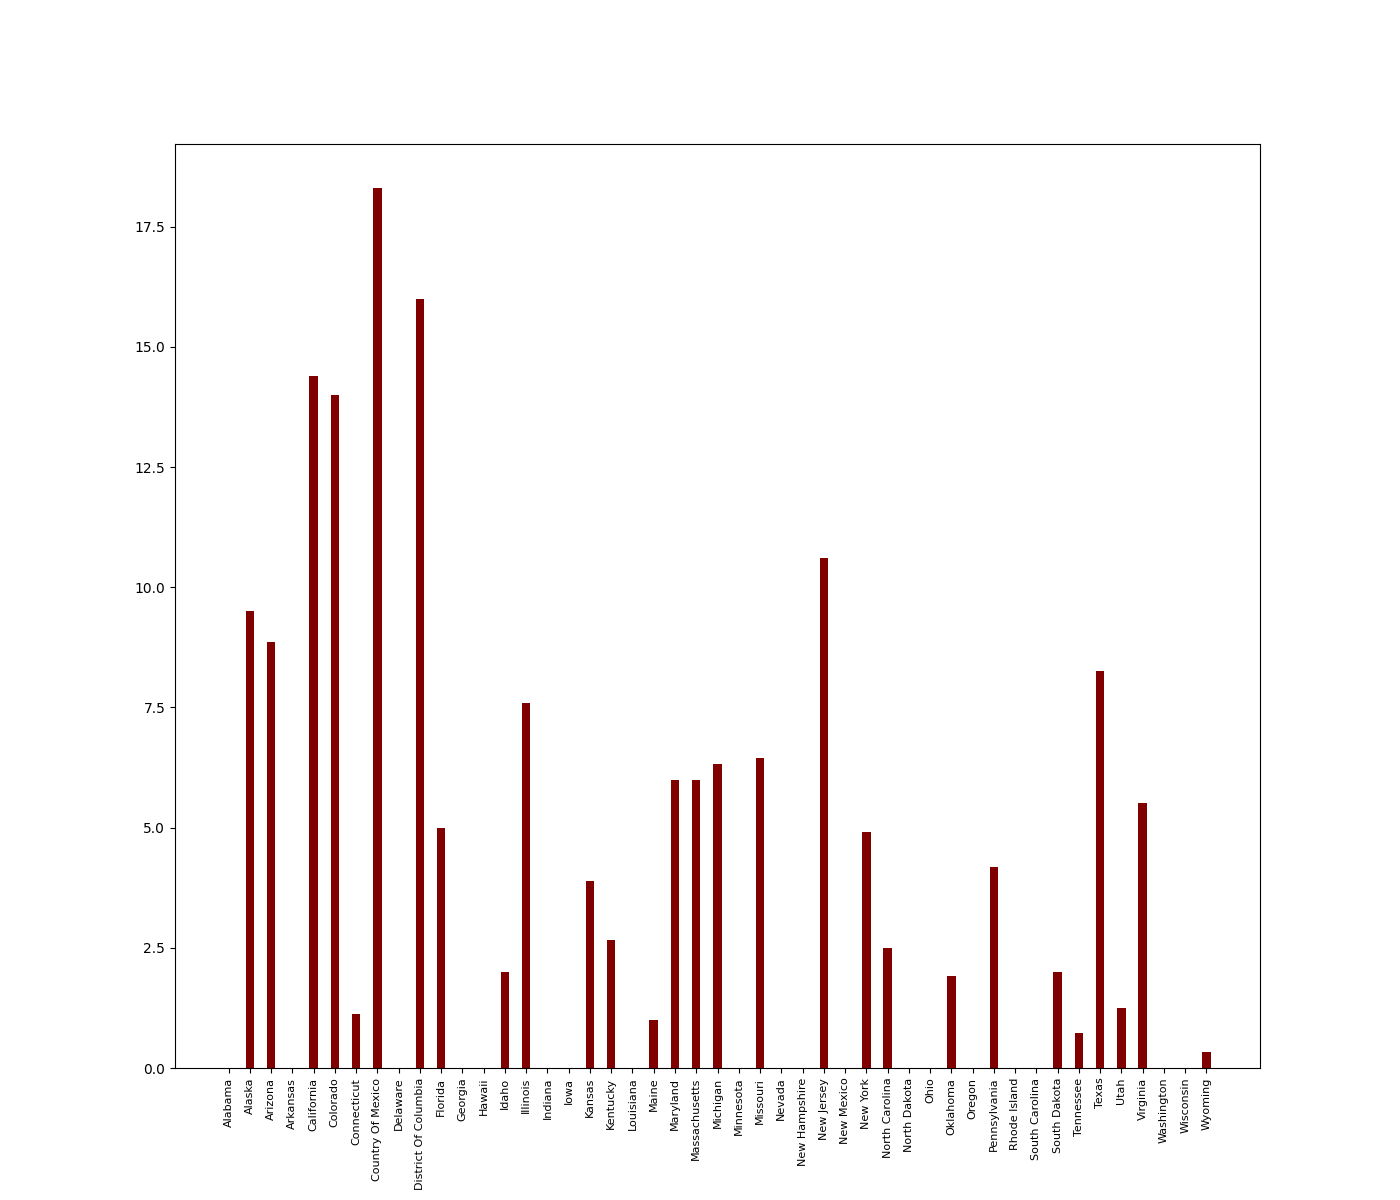 17.5
15.0
12.5
10.0
7.5
5.0
2.5
0.0
Alabama
Alaska
Arizona
Arkansas
California
Colorado
Connecticut
Country Of Mexico
Delaware
District Of Columbia
Florida
Georgia
Hawaii
Idaho
Illinois
Indiana
Iowa
Kansas
Kentucky
Louisiana
Maine
Maryland
Massachusetts
Michigan
Minnesota
Missouri
Nevada
New Hampshire
New Jersey
New Mexico
New York
North Carolina
North Dakota
Ohio
Oklahoma
Oregon
Pennsylvania
Rhode Island
South Carolina
South Dakota
Tennessee
Texas
Utah
Virginia
Washington
Wisconsin
Wyoming